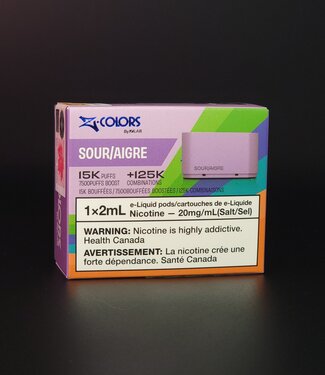 COLORS
SOUR/AIGRE
15K PUFFS +125K
7500PUFFS BOOST COMBINATIONS
15K BOUFFÉES / 7500BOUFFÉES BOOSTÉES / 125K COMBINAISONS
SOUR/AIGRE
1×2mL e-Liquid pods/cartouches de e-Liquide
Nicotine — 20mg/mL(Salt/Sel)
WARNING: Nicotine is highly addictive.
Health Canada
AVERTISSEMENT: La nicotine crée une
forte dépendance. Santé Canada